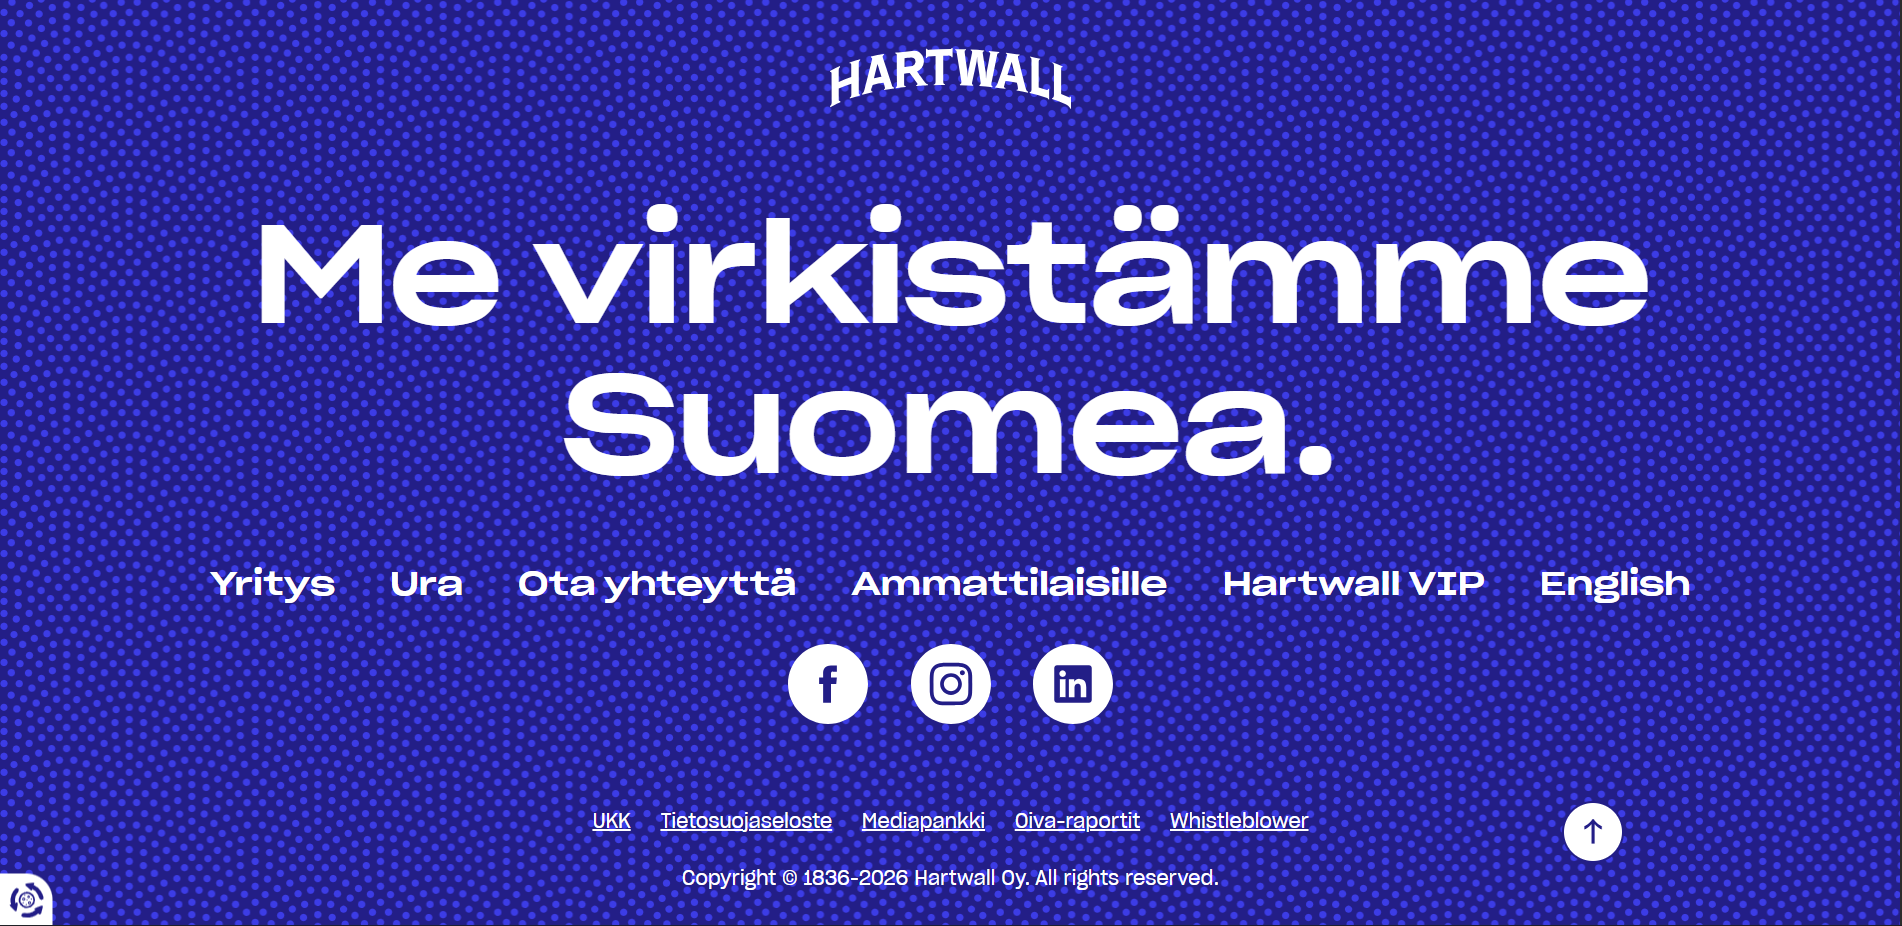 HARTWALL
Me virkistämme
Suomea.
Yritys Ura Ota yhteyttä Ammattilaisille Hartwall VIP English
UKK Tietosuojaseloste Mediapankki Oiva-raportit Whistleblower
Copyright © 1836-2026 Hartwall Oy. All rights reserved.